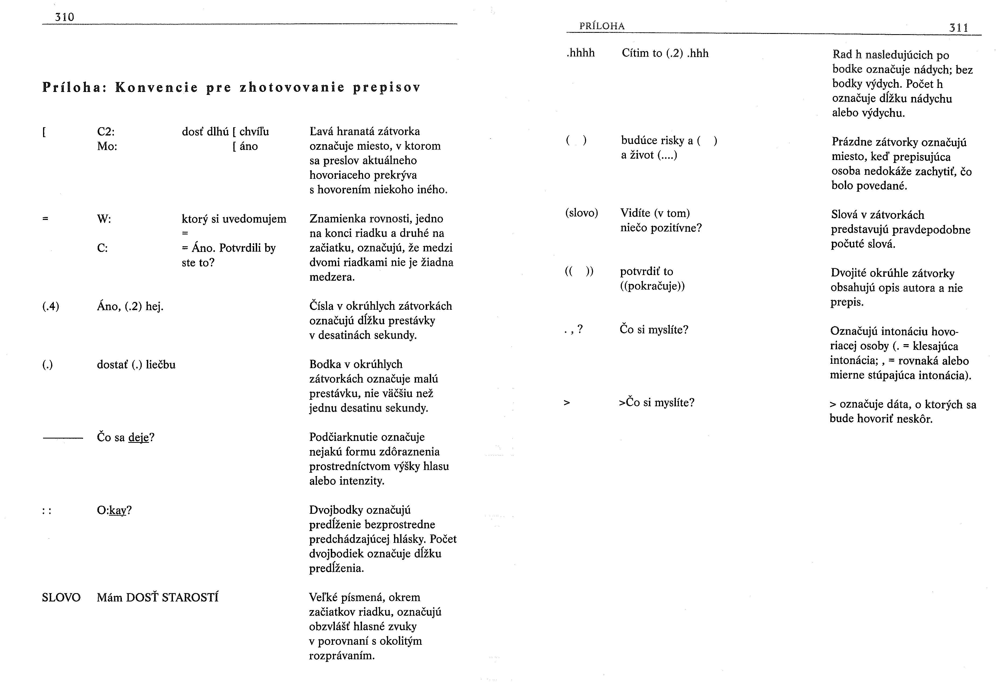 310
Príloha: Konvencie pre zhotovovanie prepisov
[ C2: dosť dlhú [ chvíľu Ľavá hranatá zátvorka
Mo: [ áno označuje miesto, v ktorom
sa preslov aktuálneho
hovoriaceho prekrýva
s hovorením niekoho iného.
= W: ktorý si uvedomujem Znamienka rovnosti, jedno
= na konci riadku a druhé na
C: = Áno. Potvrdili by začiatku, označujú, že medzi
ste to? dvomi riadkami nie je žiadna
medzera.
(.4) Áno, (.2) hej. Čísla v okrúhlych zátvorkách
označujú dĺžku prestávky
v desatinách sekundy.
(.) dostať (.) liečbu Bodka v okrúhlych
zátvorkách označuje malú
prestávku, nie väčšiu než
jednu desatinu sekundy.
Čo sa deje? Podčiarknutie označuje
nejakú formu zdôraznenia
prostredníctvom výšky hlasu
alebo intenzity.
: : O:kay? Dvojbodky označujú
predĺženie bezprostredne
predchádzajúcej hlásky. Počet
dvojbodiek označuje dĺžku
predĺženia.
SLOVO Mám DOSŤ STAROSTÍ Veľké písmená, okrem
začiatkov riadku, označujú
obzvlášť hlasné zvuky
v porovnaní s okolitým
rozprávaním.
PRÍLOHA 311
.hhhh Cítim to (.2) .hhh Rad h nasledujúcich po
bodke označuje nádych; bez
bodky výdych. Počet h
označuje dĺžku nádychu
alebo výdychu.
( ) budúce risky a ( ) Prázdne zátvorky označujú
a život (....) miesto, keď prepisujúca
osoba nedokáže zachytiť, čo
bolo povedané.
(slovo) Vidíte (v tom) Slová v zátvorkách
niečo pozitívne? predstavujú pravdepodobne
počuté slová.
(( )) potvrdiť to Dvojité okrúhle zátvorky
((pokračuje)) obsahujú opis autora a nie
prepis.
. , ? Čo si myslíte? Označujú intonáciu hovo-
riacej osoby (. = klesajúca
intonácia; , = rovnaká alebo
mierne stúpajúca intonácia).
> >Čo si myslíte? > označuje dáta, o ktorých sa
bude hovoriť neskôr.